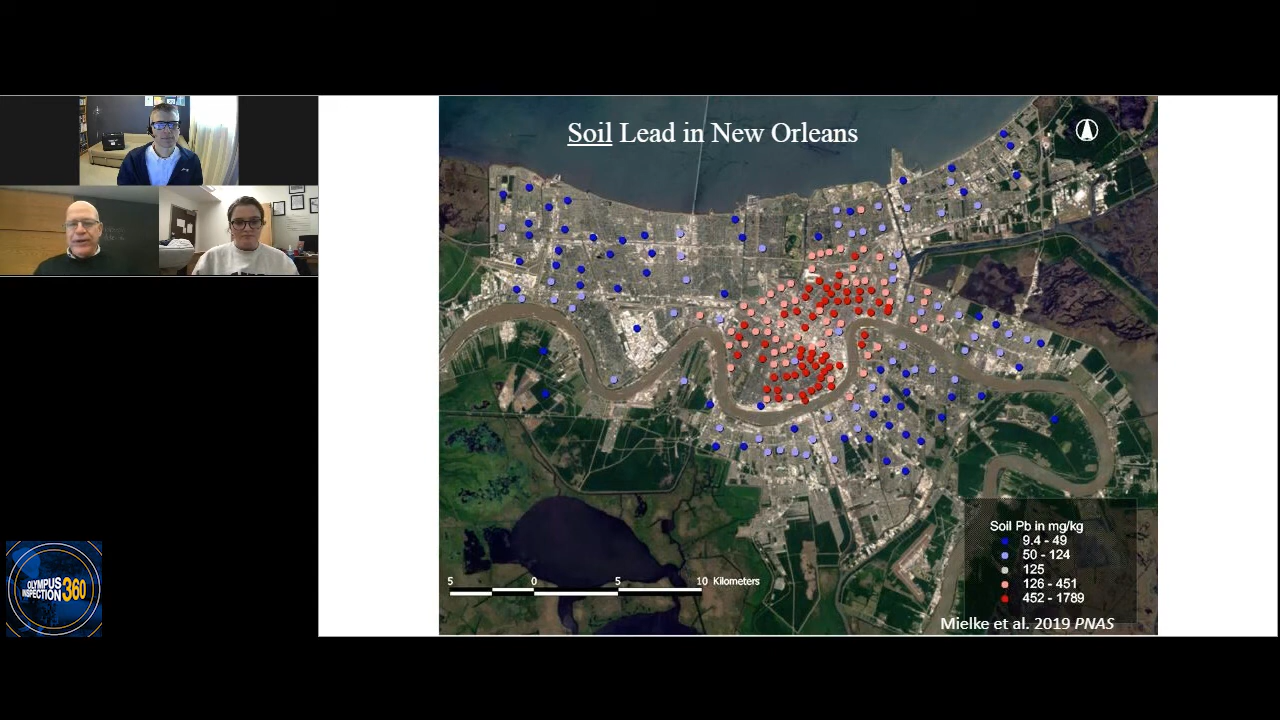 Soil Lead in New Orleans
OLYMPUS
INSPECTION 360
5 0 5 10 Kilometers
Soil Pb in mg/kg
9.4 - 49
50 - 124
125
126 - 451
452 - 1789
Mielke et al. 2019 PNAS